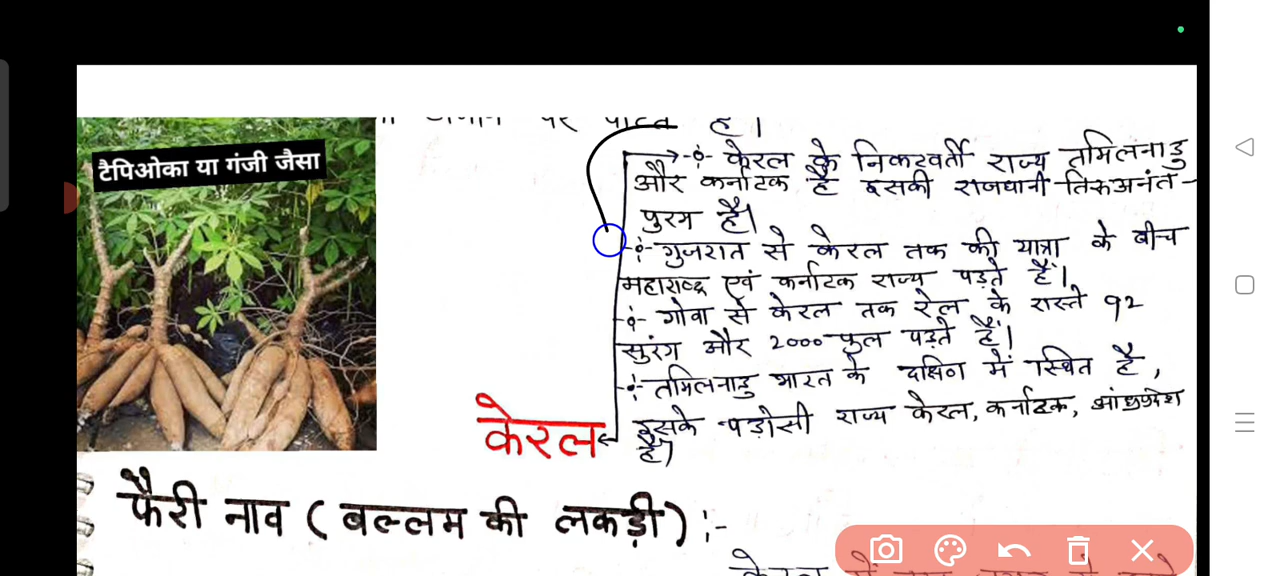 पर है।
टैपिओका या गंजी जैसा
केरल के निकटवर्ती राज्य तमिलनाडु
और कर्नाटक है इसकी राजधानी तिरुअनंत-
पुरम है।
गुजरात से केरल तक की यात्रा के बीच
महाराष्ट्र एवं कर्नाटक राज्य पड़ते हैं।
गोवा से केरल तक रेल के रास्ते 92
सुरंग और 2000 पुल पड़ते हैं।
तमिलनाडु भारत के दक्षिण में स्थित है,
इसके पड़ोसी राज्य केरल, कर्नाटक, आंध्रप्रदेश
है।
केरल
फैरी नाव (बल्लम की लकड़ी) :-
केरल में